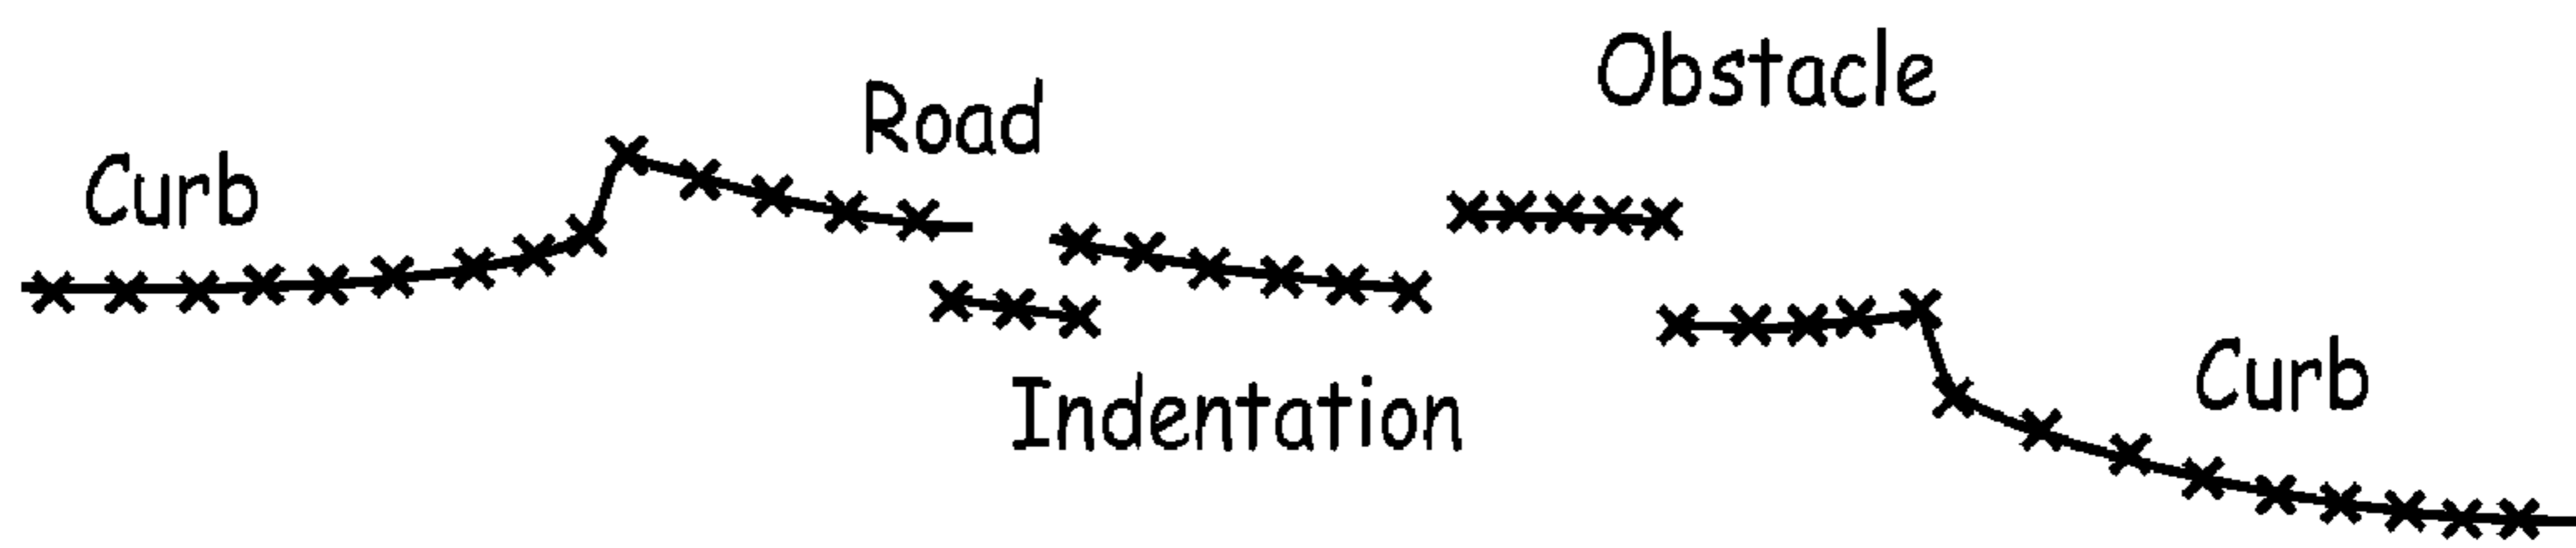 Curb
Road
Indentation
Obstacle
Curb